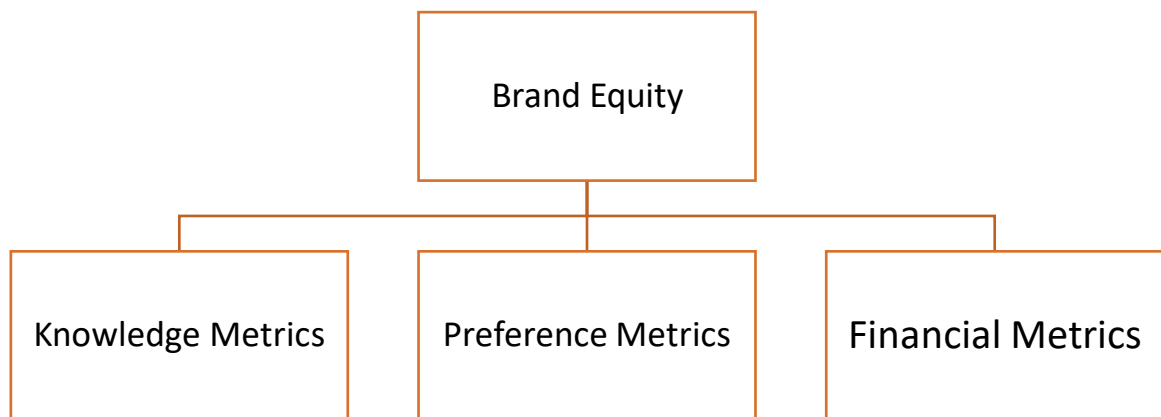 Brand Equity
Knowledge Metrics
Preference Metrics
Financial Metrics